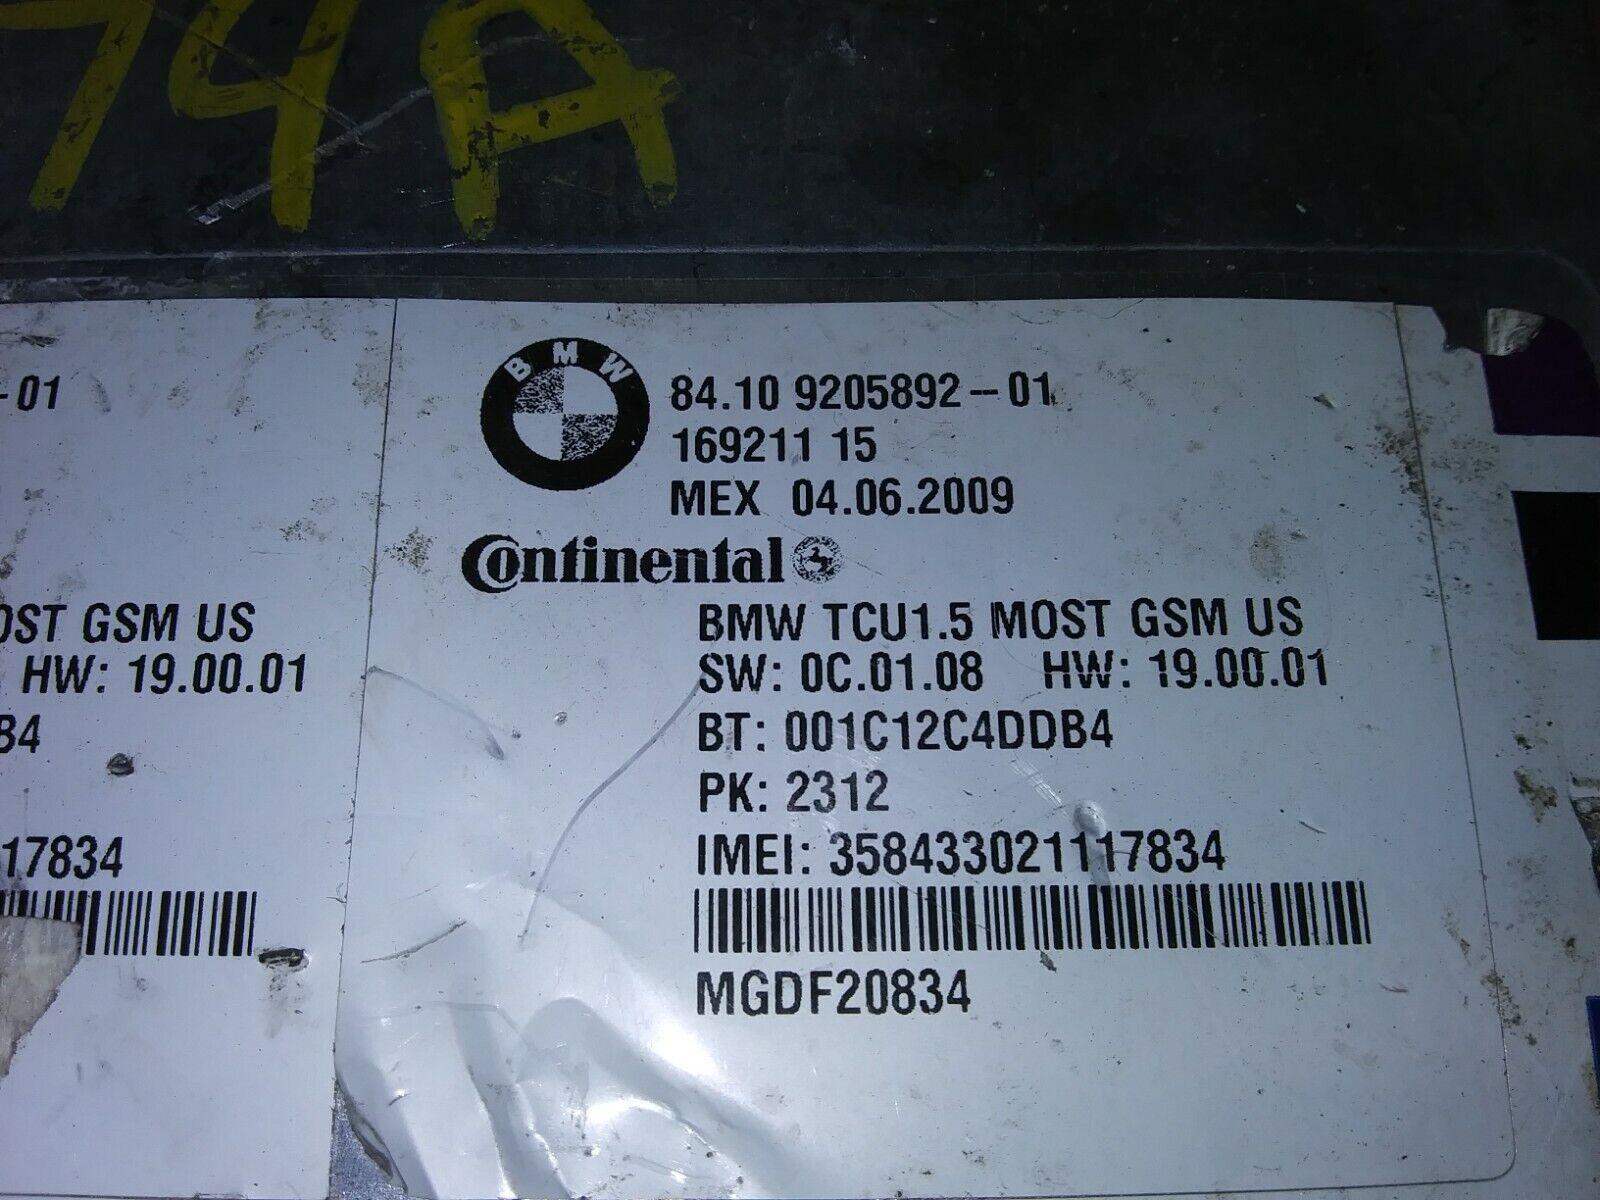 74A
BMW
84.10 9205892-01
169211 15
MEX 04.06.2009
Continental
BMW TCU1.5 MOST GSM US
SW: 0C.01.08 HW: 19.00.01
BT: 001C12C4DDB4
PK: 2312
IMEI: 358433021117834
MGDF20834
-01
OST GSM US
HW: 19.00.01
B4
17834